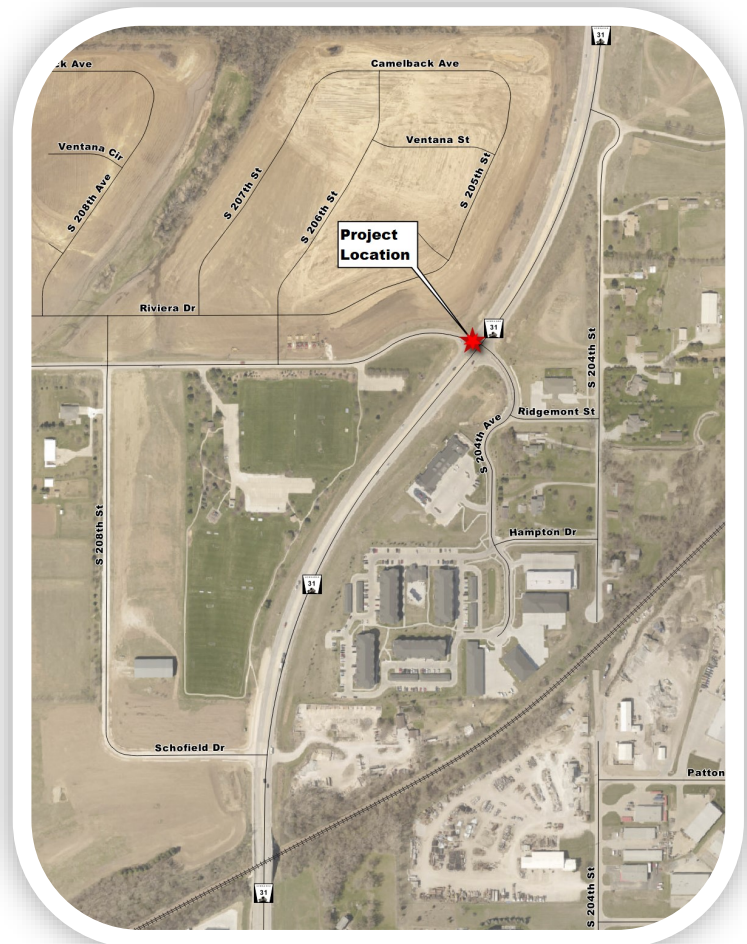 31
ck Ave
Camelback Ave
Ventana Cir
Ventana St
S 208th Ave
S 207th St
S 206th St
S 205th St
Project
Location
Riviera Dr
31
S 204th St
Ridgemont St
S 204th Ave
S 208th St
Hampton Dr
31
Schofield Dr
Patton
31
S 204th St